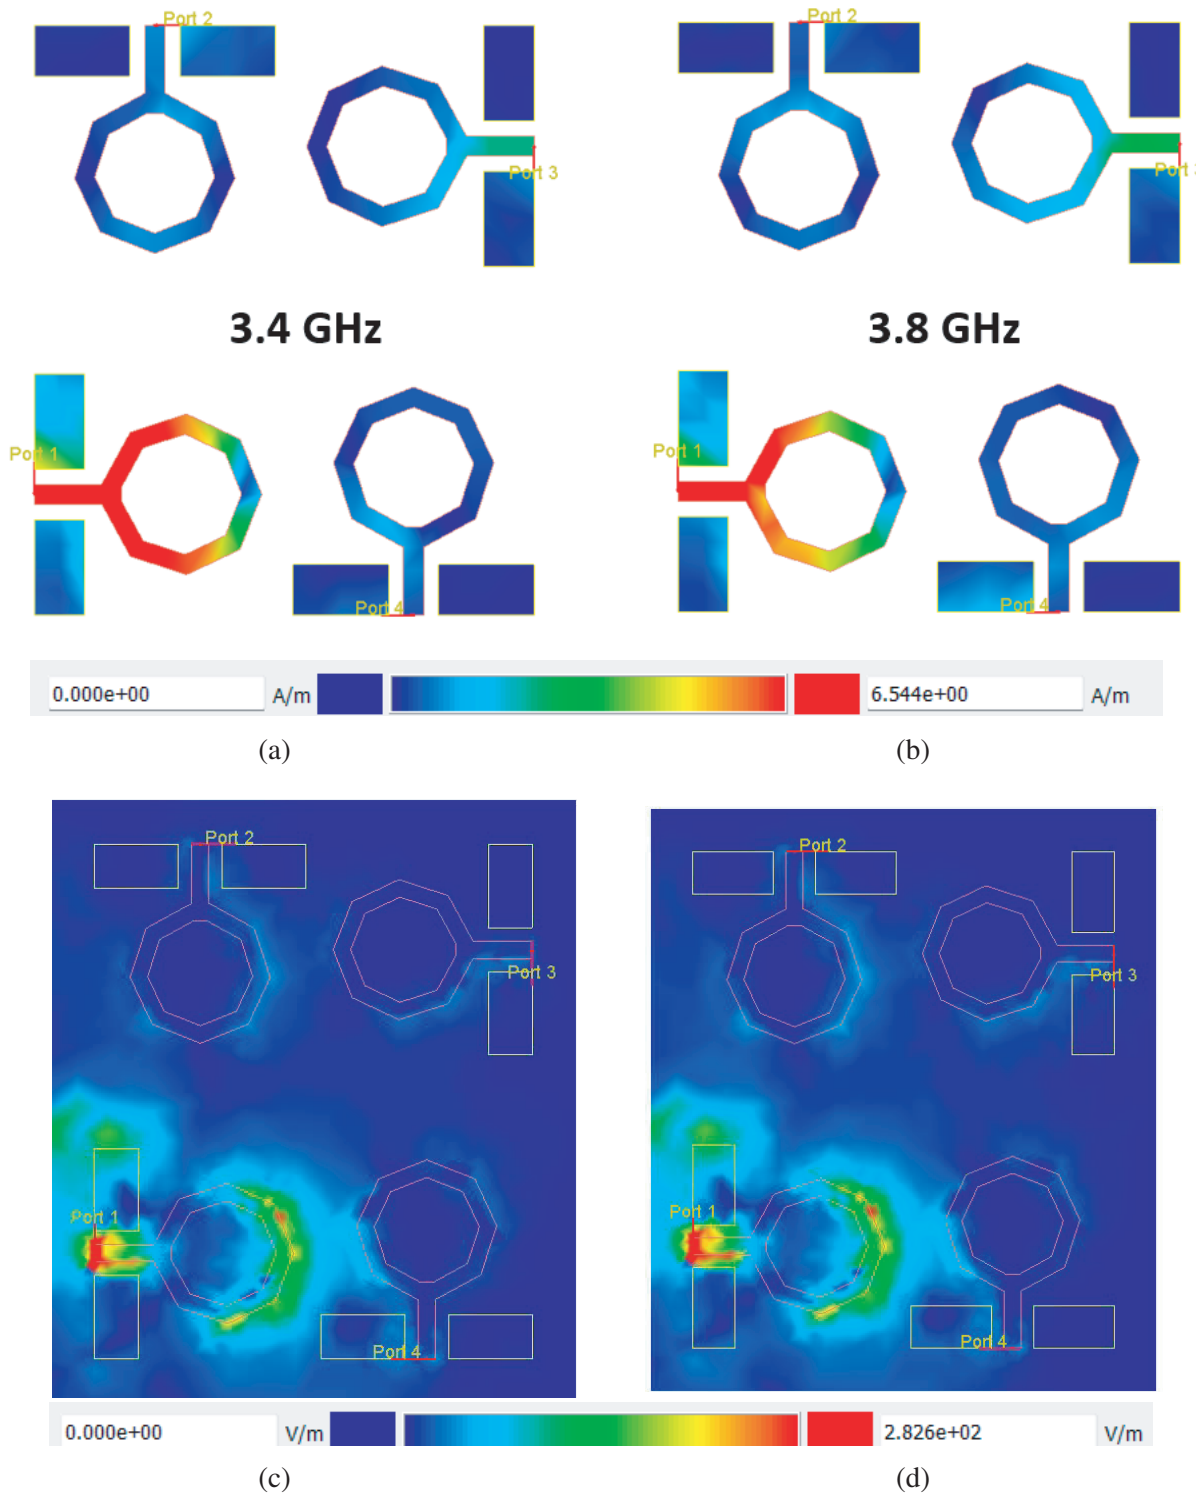 Port 2
Port 2
Port 3
Port 3
3.4 GHz
3.8 GHz
Port 1
Port 1
Port 4
Port 4
0.000e+00 A/m 6.544e+00 A/m
(a)
(b)
Port 2
Port 2
Port 3
Port 3
Port 1
Port 1
Port 4
Port 4
0.000e+00 V/m 2.826e+02 V/m
(c)
(d)